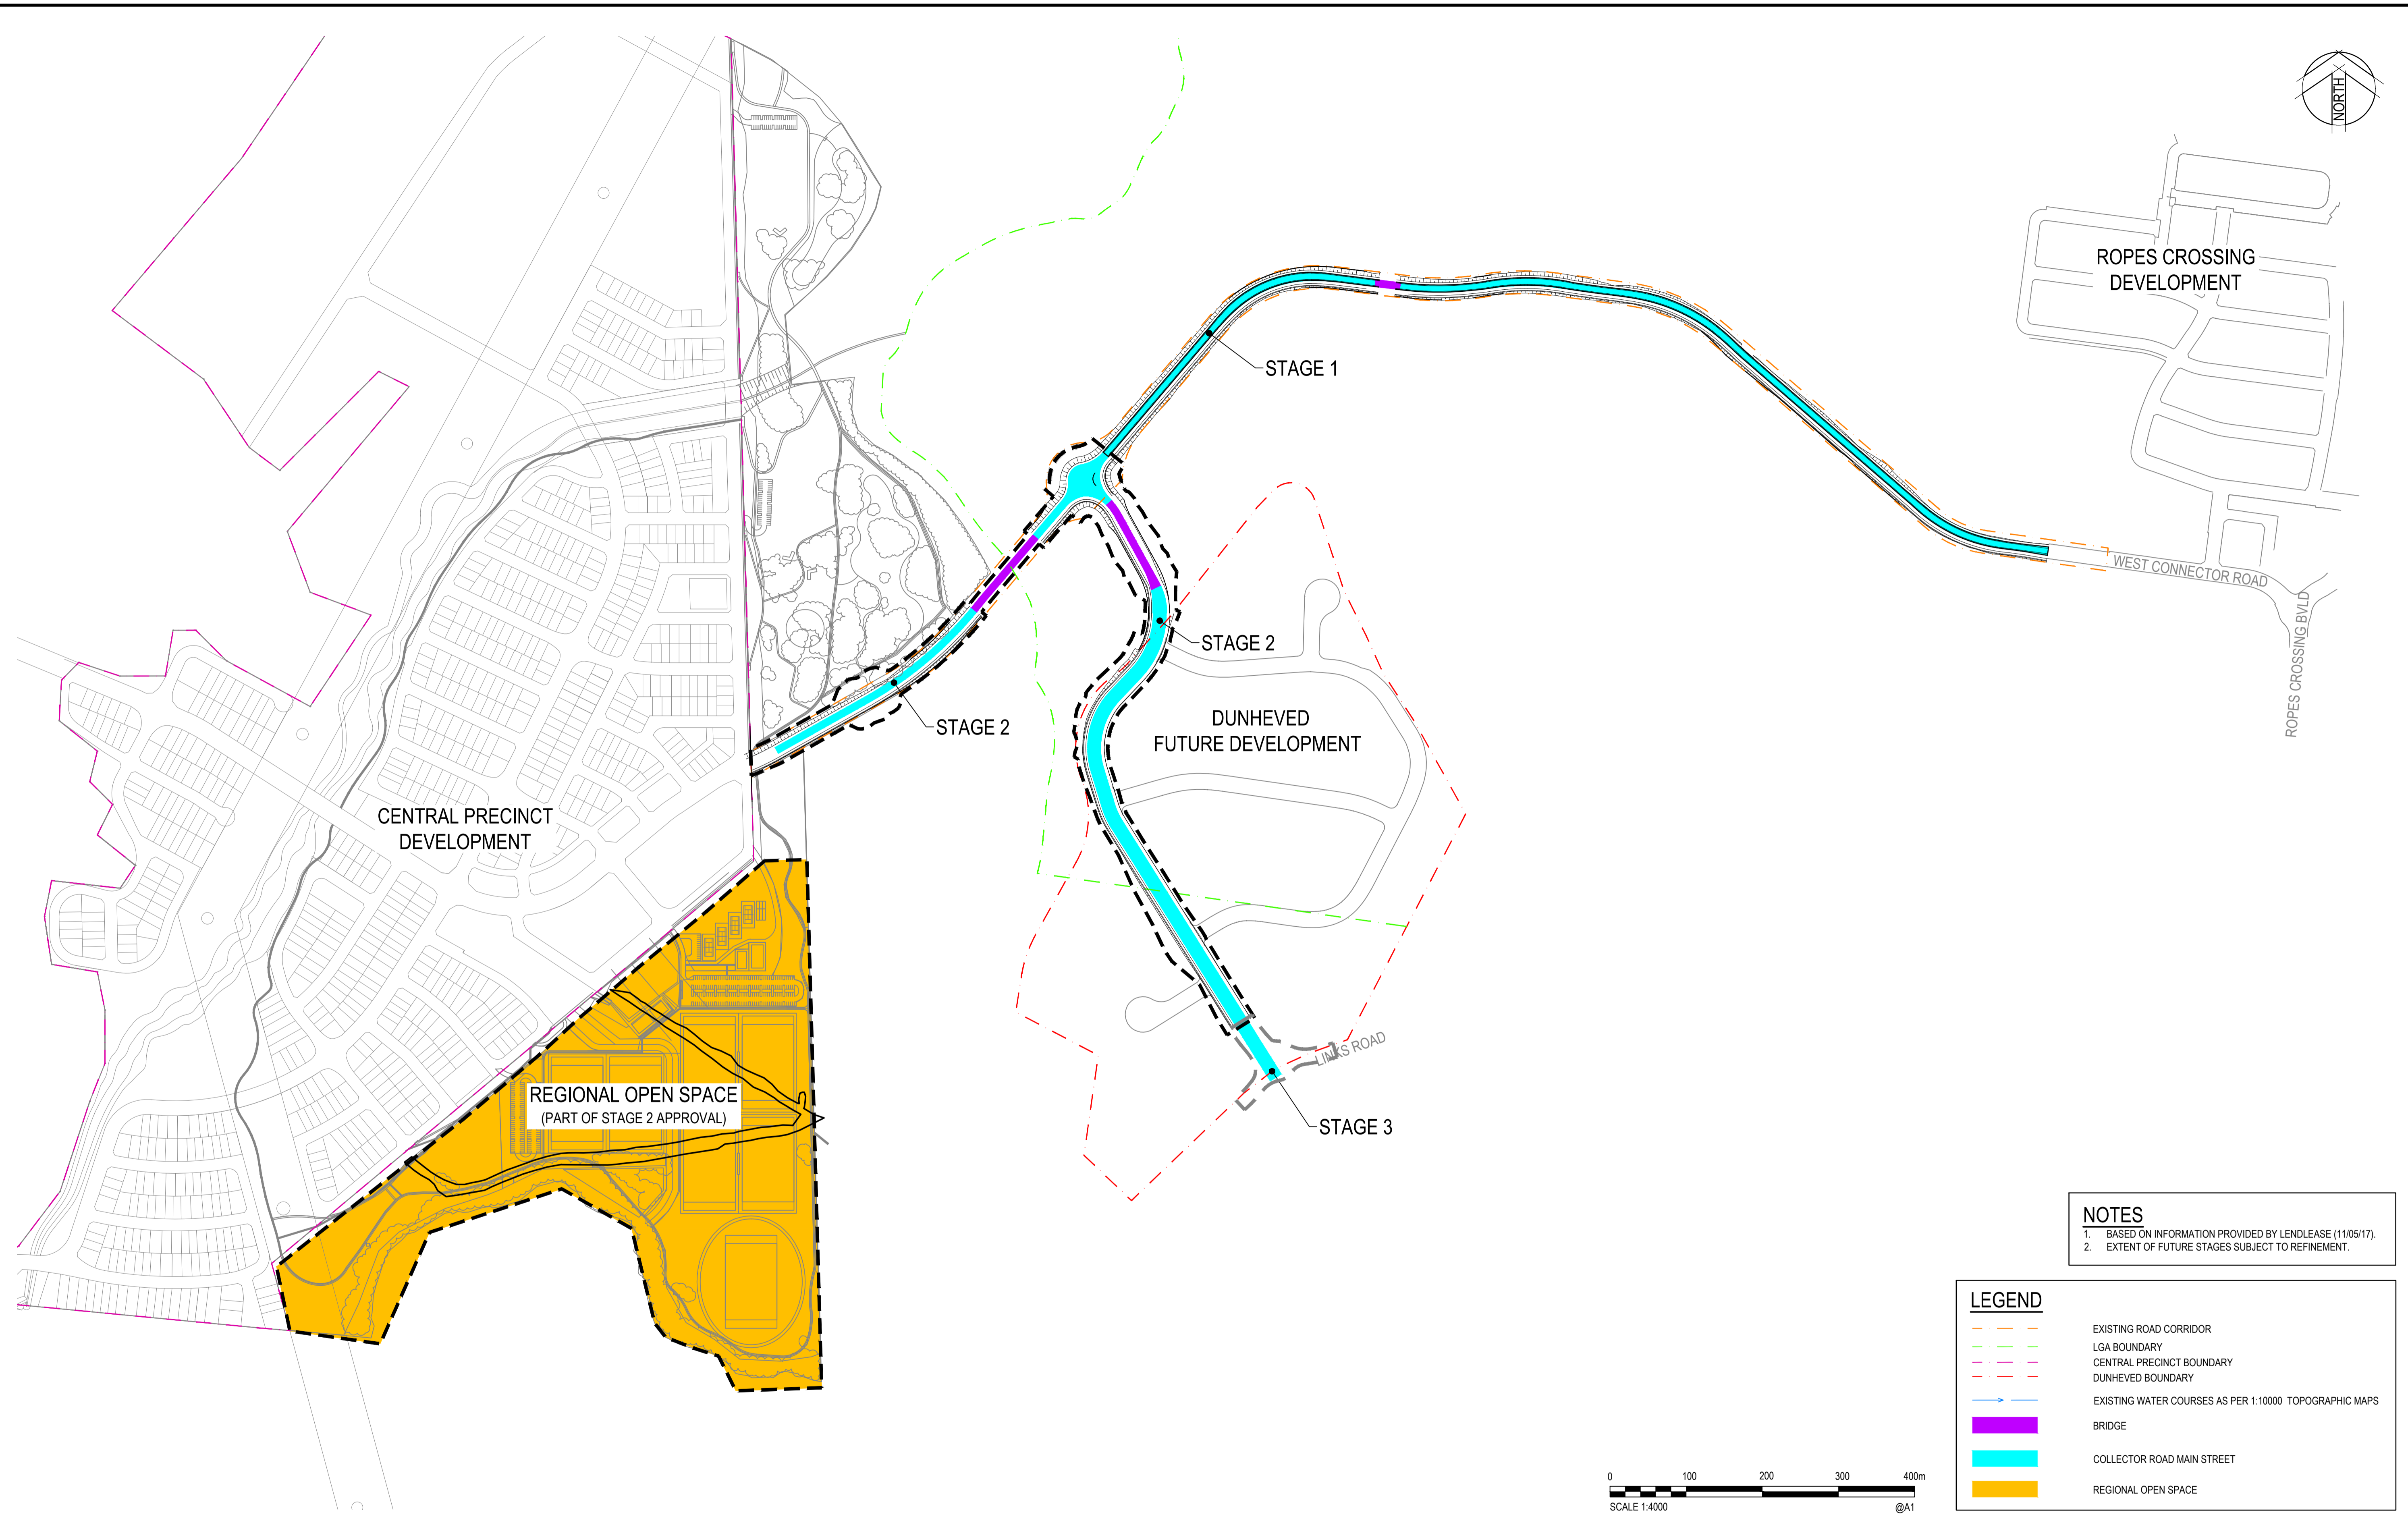 NORTH
ROPES CROSSING
DEVELOPMENT
STAGE 1
WEST CONNECTOR ROAD
ROPES CROSSING BVLD
STAGE 2
STAGE 2
DUNHEVED
FUTURE DEVELOPMENT
CENTRAL PRECINCT
DEVELOPMENT
LINKS ROAD
REGIONAL OPEN SPACE
(PART OF STAGE 2 APPROVAL)
STAGE 3
NOTES
1. BASED ON INFORMATION PROVIDED BY LENDLEASE (11/05/17).
2. EXTENT OF FUTURE STAGES SUBJECT TO REFINEMENT.
LEGEND
EXISTING ROAD CORRIDOR
LGA BOUNDARY
CENTRAL PRECINCT BOUNDARY
DUNHEVED BOUNDARY
EXISTING WATER COURSES AS PER 1:10000 TOPOGRAPHIC MAPS
BRIDGE
COLLECTOR ROAD MAIN STREET
REGIONAL OPEN SPACE
0 100 200 300 400m
SCALE 1:4000 @A1